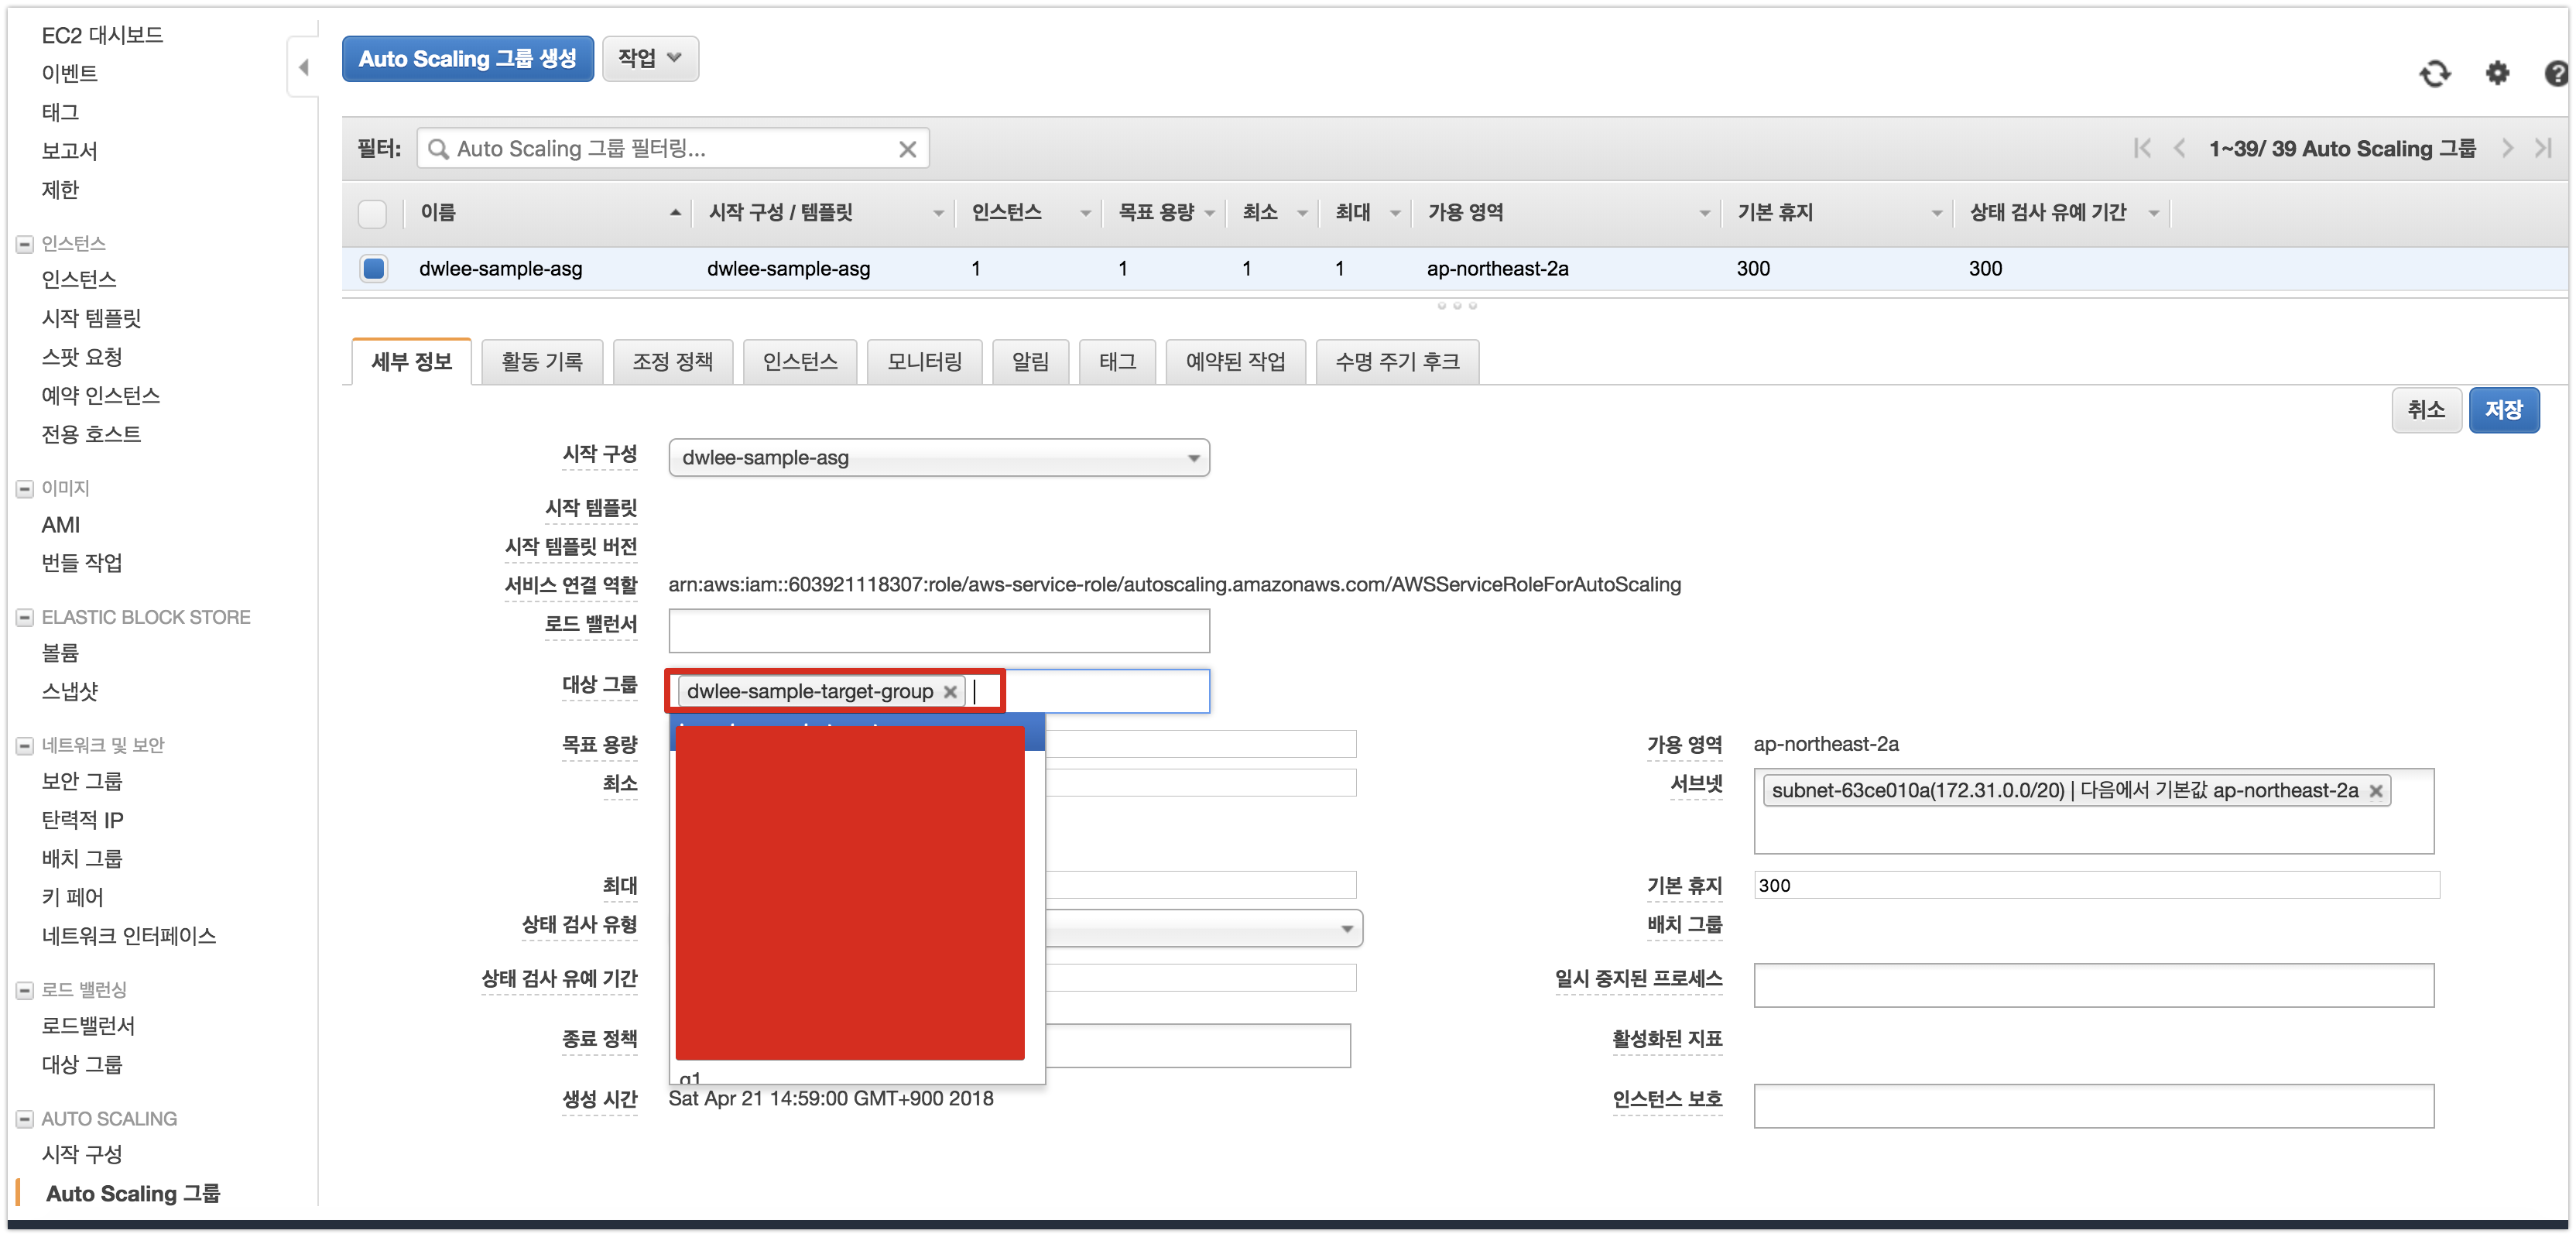 EC2 대시보드
이벤트
태그
보고서
제한
인스턴스
인스턴스
시작 템플릿
스팟 요청
예약 인스턴스
전용 호스트
이미지
AMI
번들 작업
ELASTIC BLOCK STORE
볼륨
스냅샷
네트워크 및 보안
보안 그룹
탄력적 IP
배치 그룹
키 페어
네트워크 인터페이스
로드 밸런싱
로드밸런서
대상 그룹
AUTO SCALING
시작 구성
Auto Scaling 그룹
Auto Scaling 그룹 생성 작업
필터: Auto Scaling 그룹 필터링... 1~39/ 39 Auto Scaling 그룹
이름 시작 구성 / 템플릿 인스턴스 목표 용량 최소 최대 가용 영역 기본 휴지 상태 검사 유예 기간
dwlee-sample-asg dwlee-sample-asg 1 1 1 1 ap-northeast-2a 300 300
세부 정보 활동 기록 조정 정책 인스턴스 모니터링 알림 태그 예약된 작업 수명 주기 후크
취소 저장
시작 구성 dwlee-sample-asg
시작 템플릿
시작 템플릿 버전
서비스 연결 역할 arn:aws:iam::603921118307:role/aws-service-role/autoscaling.amazonaws.com/AWSServiceRoleForAutoScaling
로드 밸런서
대상 그룹 dwlee-sample-target-group
목표 용량 가용 영역 ap-northeast-2a
최소 서브넷 subnet-63ce010a(172.31.0.0/20) | 다음에서 기본값 ap-northeast-2a
최대 기본 휴지 300
상태 검사 유형 배치 그룹
상태 검사 유예 기간 일시 중지된 프로세스
종료 정책 활성화된 지표
생성 시간 Sat Apr 21 14:59:00 GMT+900 2018 인스턴스 보호